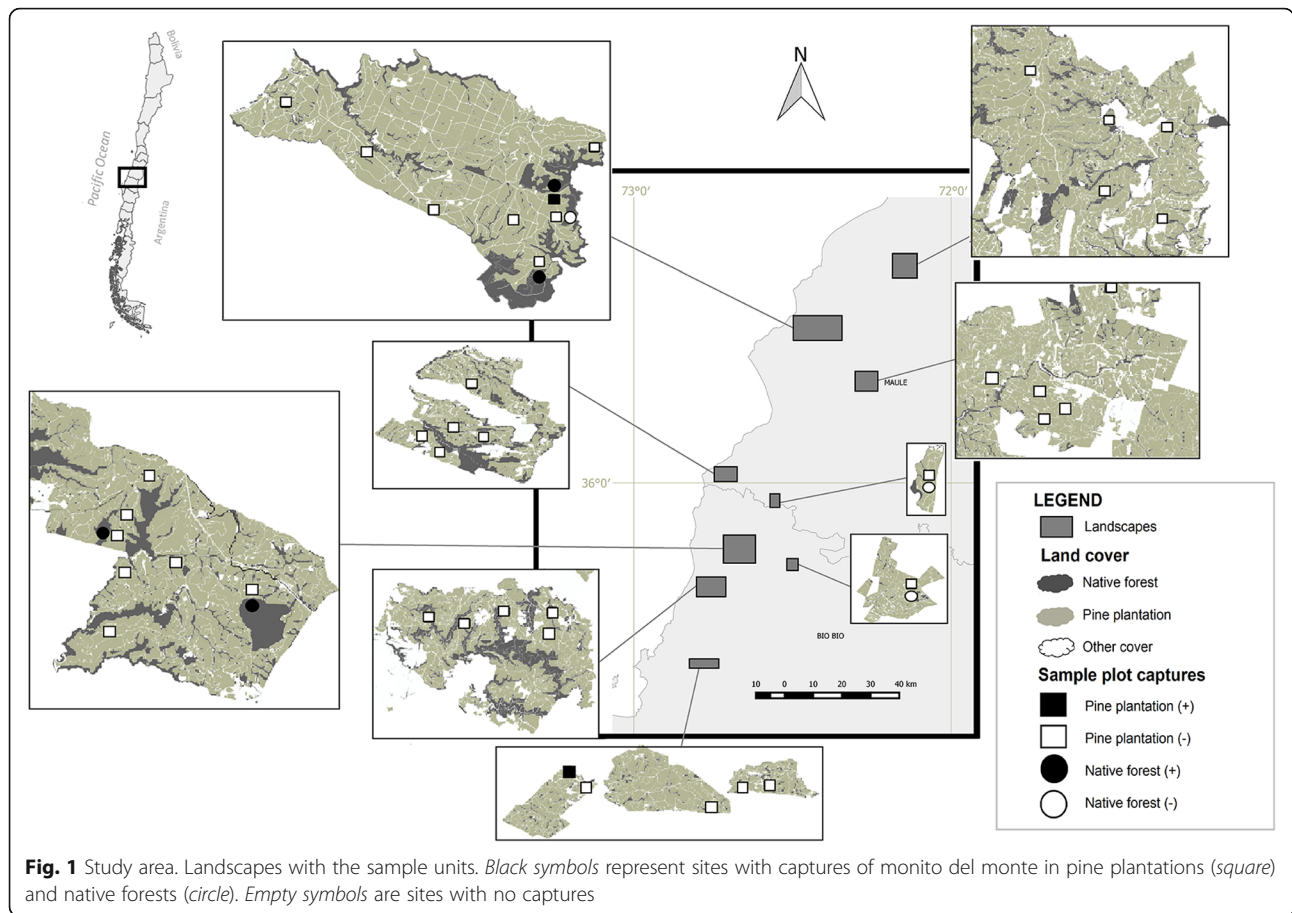 Bolivia
Pacific Ocean
Argentina
N
73°0'
72°0'
MAULE
36°0'
BIO BIO
10 0 10 20 30 40 km
LEGEND
Landscapes
Land cover
Native forest
Pine plantation
Other cover
Sample plot captures
Pine plantation (+)
Pine plantation (-)
Native forest (+)
Native forest (-)
Fig. 1 Study area. Landscapes with the sample units. Black symbols represent sites with captures of monito del monte in pine plantations (square)
and native forests (circle). Empty symbols are sites with no captures